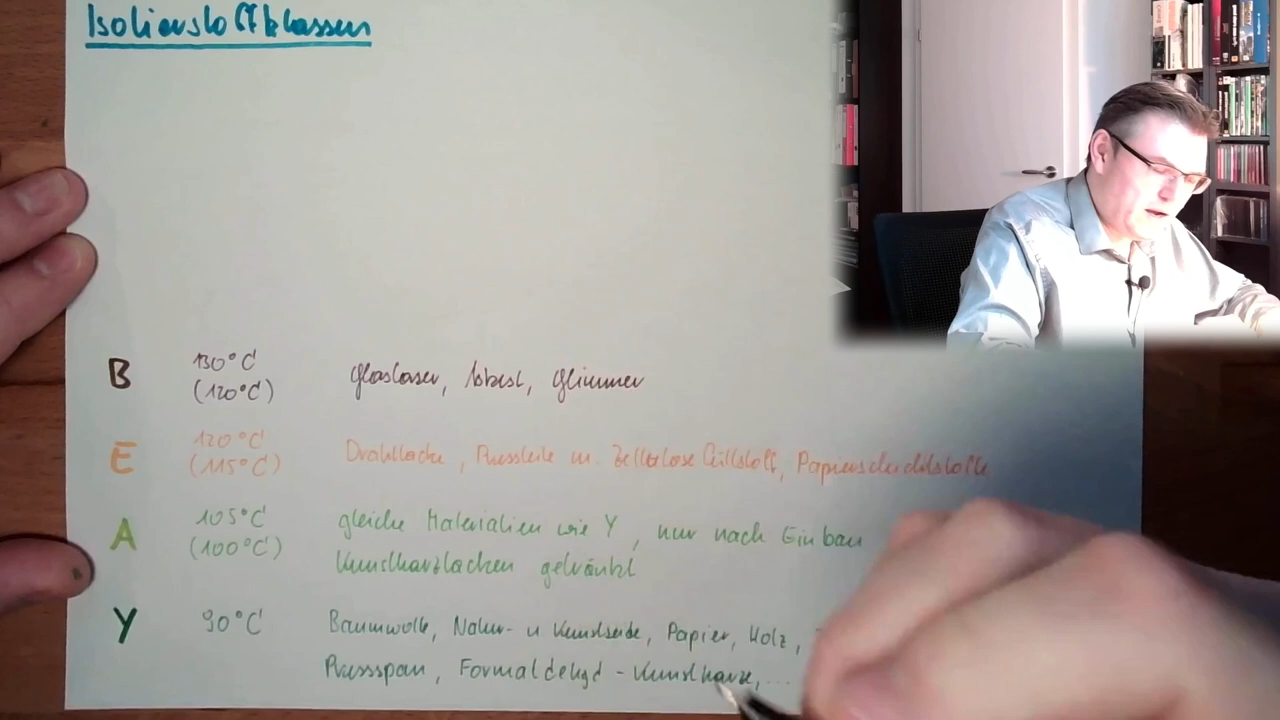 Isolierstoffklassen
B 130°C (120°C) Glasfaser, Asbest, Glimmer
E 120°C (115°C) Drahtlacke, Pressteile m. Zellulose Füllstoff, Papierschichtstoffe
A 105°C (100°C) gleiche Materialien wie Y, nur nach Einbau
Kunstharzlacken getränkt
Y 90°C Baumwolle, Natur- u Kunstseide, Papier, Holz,
Pressspan, Formaldehyd - Kunstharze, ...